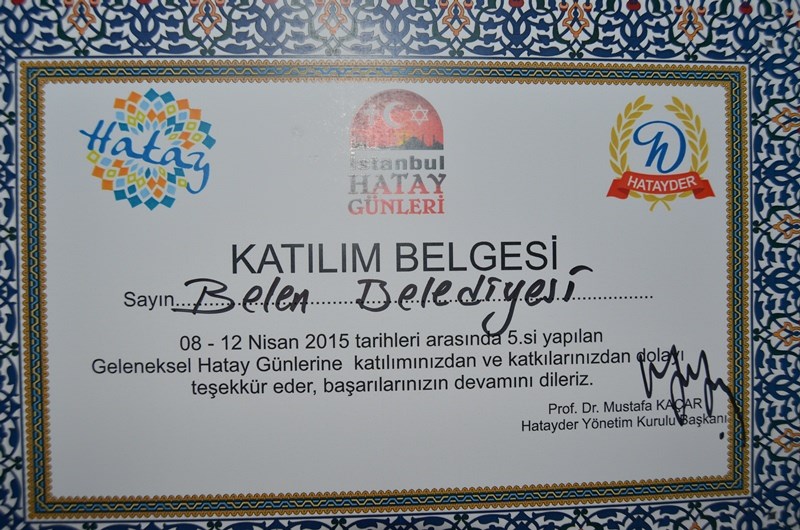 Hatay
istanbul
HATAY
GÜNLERİ
HATAYDER
KATILIM BELGESİ
Sayın Belen Belediyesi
08 - 12 Nisan 2015 tarihleri arasında 5.si yapılan
Geleneksel Hatay Günlerine katılımınızdan ve katkılarınızdan dolayı
teşekkür eder, başarılarınızın devamını dileriz.
Prof. Dr. Mustafa KAÇAR
Hatayder Yönetim Kurulu Başkanı